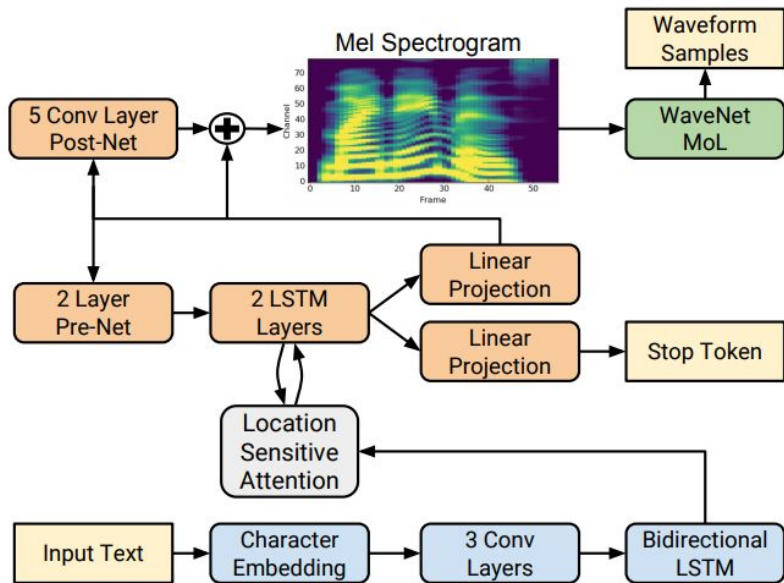 Mel Spectrogram
Waveform
Samples
5 Conv Layer
Post-Net
WaveNet
MoL
Channel
70
60
50
40
30
20
10
0
0
10
20
30
40
50
Frame
2 Layer
Pre-Net
2 LSTM
Layers
Linear
Projection
Linear
Projection
Stop Token
Location
Sensitive
Attention
Input Text
Character
Embedding
3 Conv
Layers
Bidirectional
LSTM